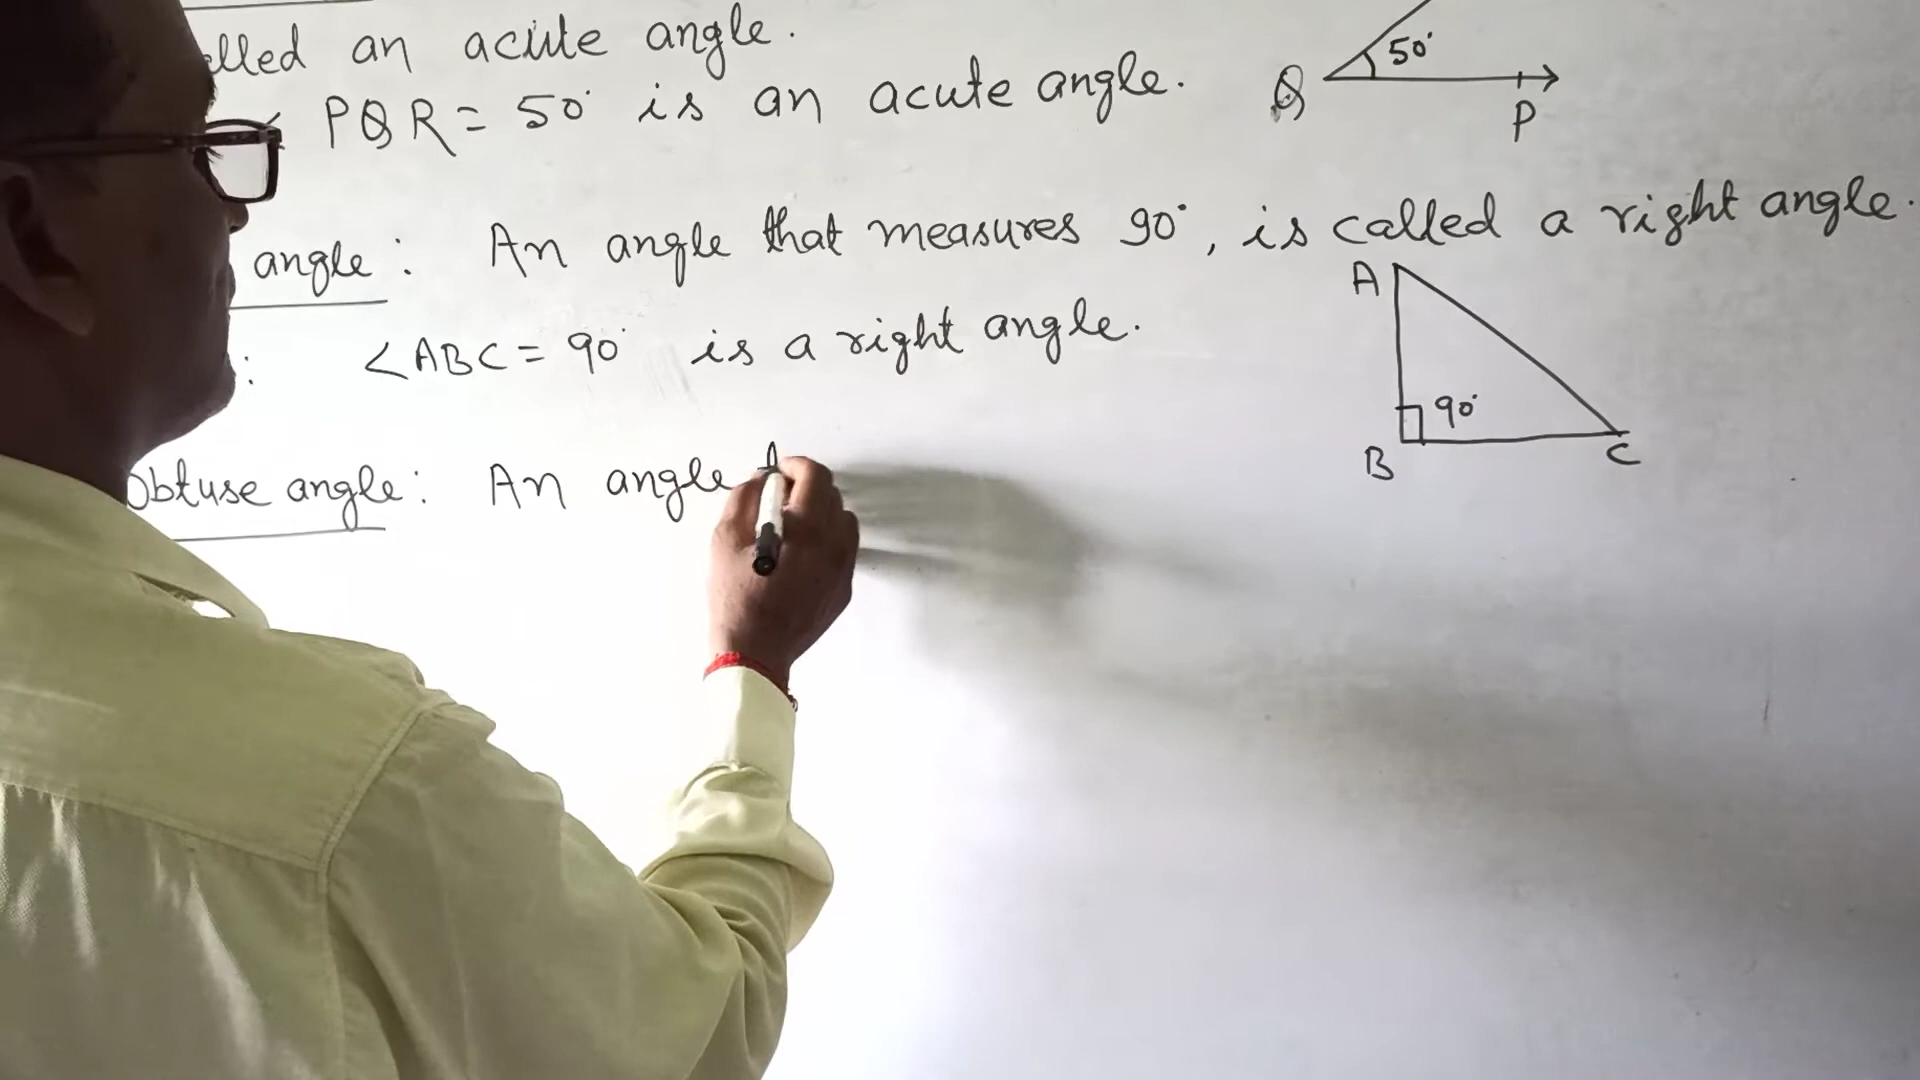 an acute angle.
PQR = 50° is an acute angle.
50°
Q
P
angle: An angle that measures 90°, is called a right angle.
: ∠ABC = 90° is a right angle.
A
90°
B
C
Obtuse angle: An angle